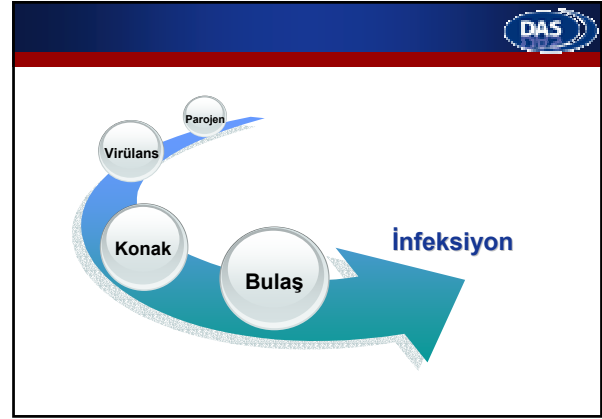 DAS
Parojen
Virülans
Konak
Bulaş
İnfeksiyon